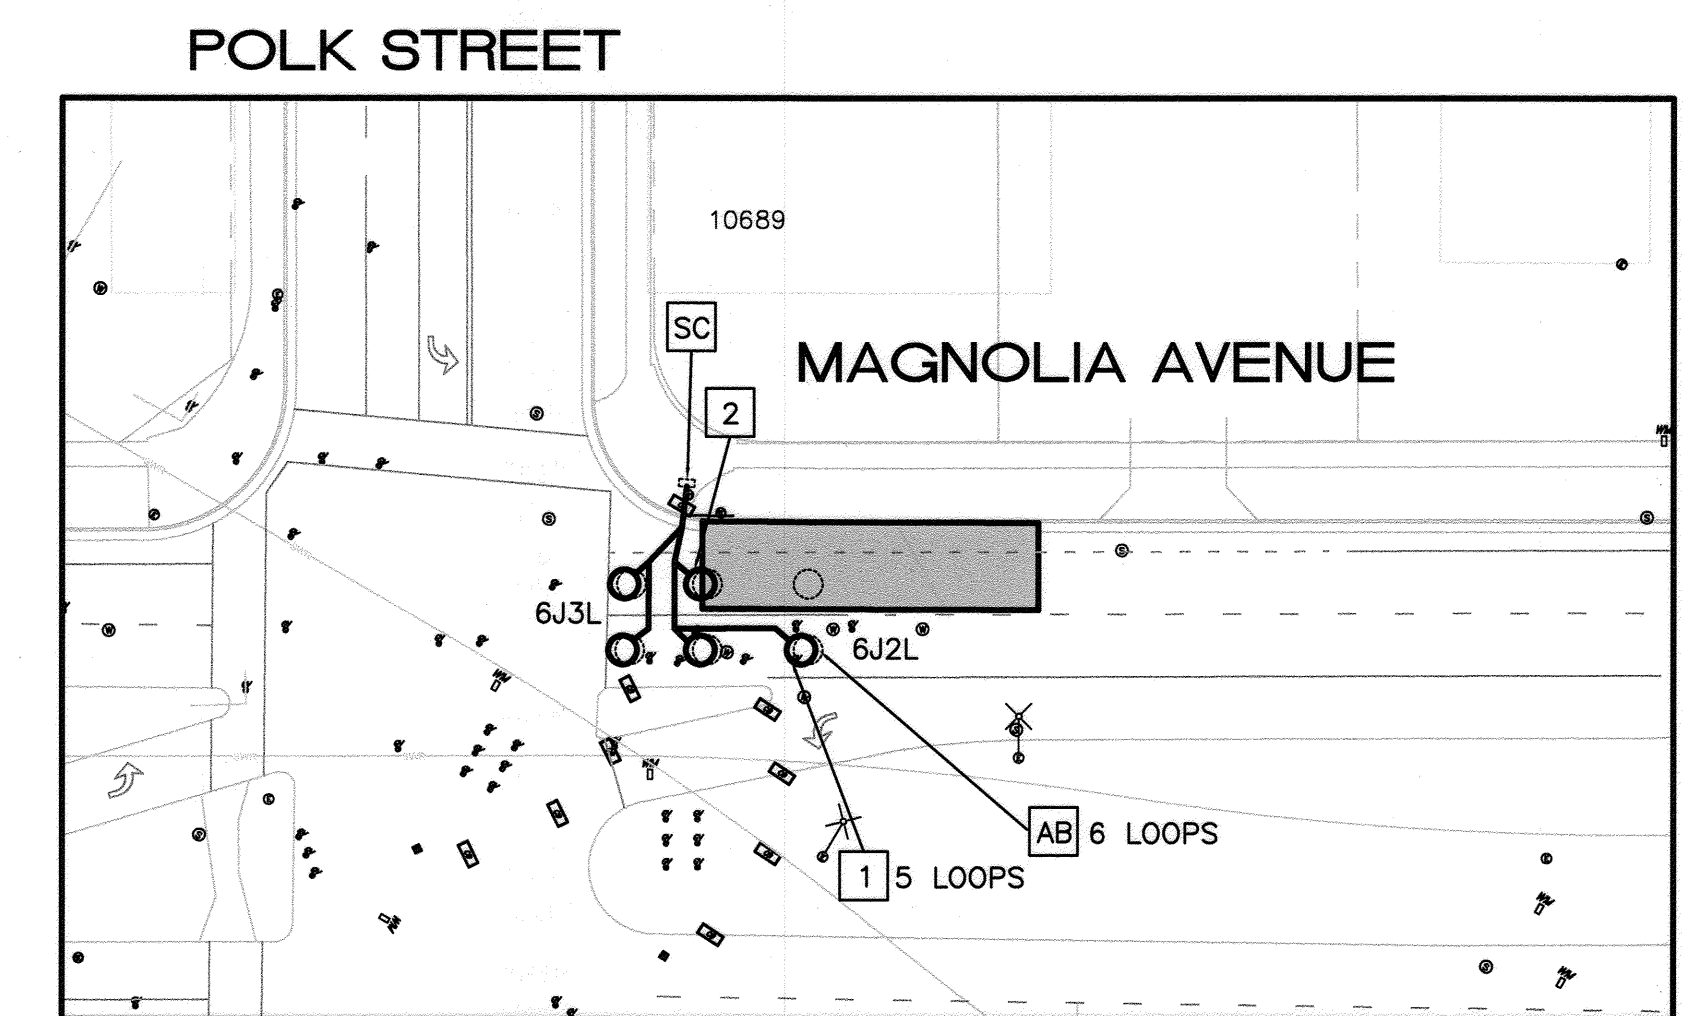 POLK STREET
10689
SC
MAGNOLIA AVENUE
2
6J3L
6J2L
AB 6 LOOPS
1 5 LOOPS